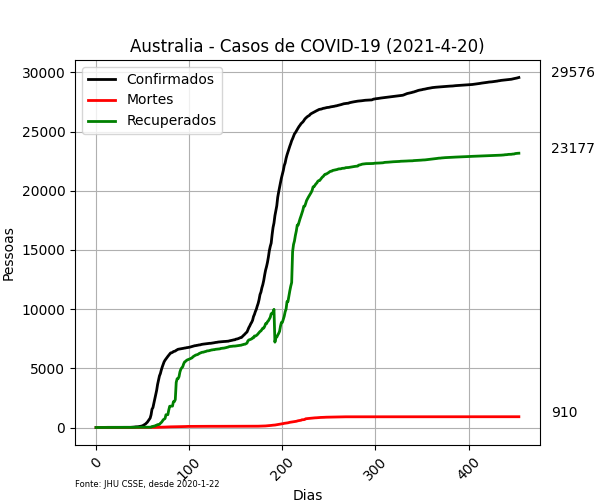 Australia - Casos de COVID-19 (2021-4-20)
30000
25000
20000
15000
10000
5000
0
Pessoas
Confirmados
Mortes
Recuperados
29576
23177
910
0
100
200
300
400
Dias
Fonte: JHU CSSE, desde 2020-1-22